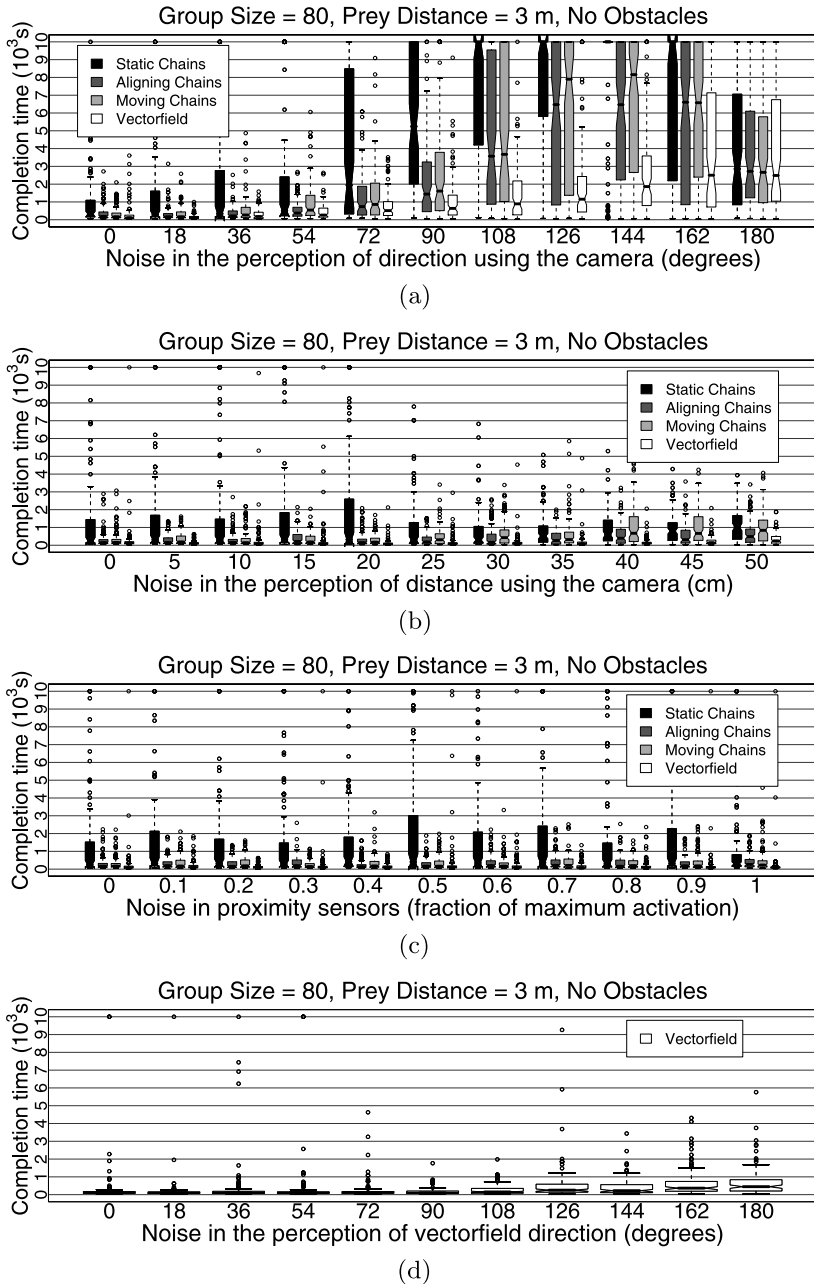 Group Size = 80, Prey Distance = 3 m, No Obstacles
Completion time (10³s)
0 1 2 3 4 5 6 7 8 9 10
Static Chains
Aligning Chains
Moving Chains
Vectorfield
0 18 36 54 72 90 108 126 144 162 180
Noise in the perception of direction using the camera (degrees)
(a)
Group Size = 80, Prey Distance = 3 m, No Obstacles
Completion time (10³s)
0 1 2 3 4 5 6 7 8 9 10
Static Chains
Aligning Chains
Moving Chains
Vectorfield
0 5 10 15 20 25 30 35 40 45 50
Noise in the perception of distance using the camera (cm)
(b)
Group Size = 80, Prey Distance = 3 m, No Obstacles
Completion time (10³s)
0 1 2 3 4 5 6 7 8 9 10
Static Chains
Aligning Chains
Moving Chains
Vectorfield
0 0.1 0.2 0.3 0.4 0.5 0.6 0.7 0.8 0.9 1
Noise in proximity sensors (fraction of maximum activation)
(c)
Group Size = 80, Prey Distance = 3 m, No Obstacles
Completion time (10³s)
0 1 2 3 4 5 6 7 8 9 10
Vectorfield
0 18 36 54 72 90 108 126 144 162 180
Noise in the perception of vectorfield direction (degrees)
(d)